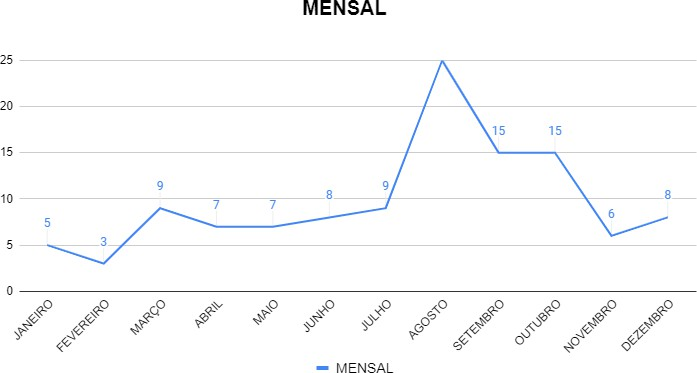 MENSAL
25
20
15
10
5
0
5
3
9
7
7
8
9
15
15
6
8
JANEIRO
FEVEREIRO
MARÇO
ABRIL
MAIO
JUNHO
JULHO
AGOSTO
SETEMBRO
OUTUBRO
NOVEMBRO
DEZEMBRO
MENSAL